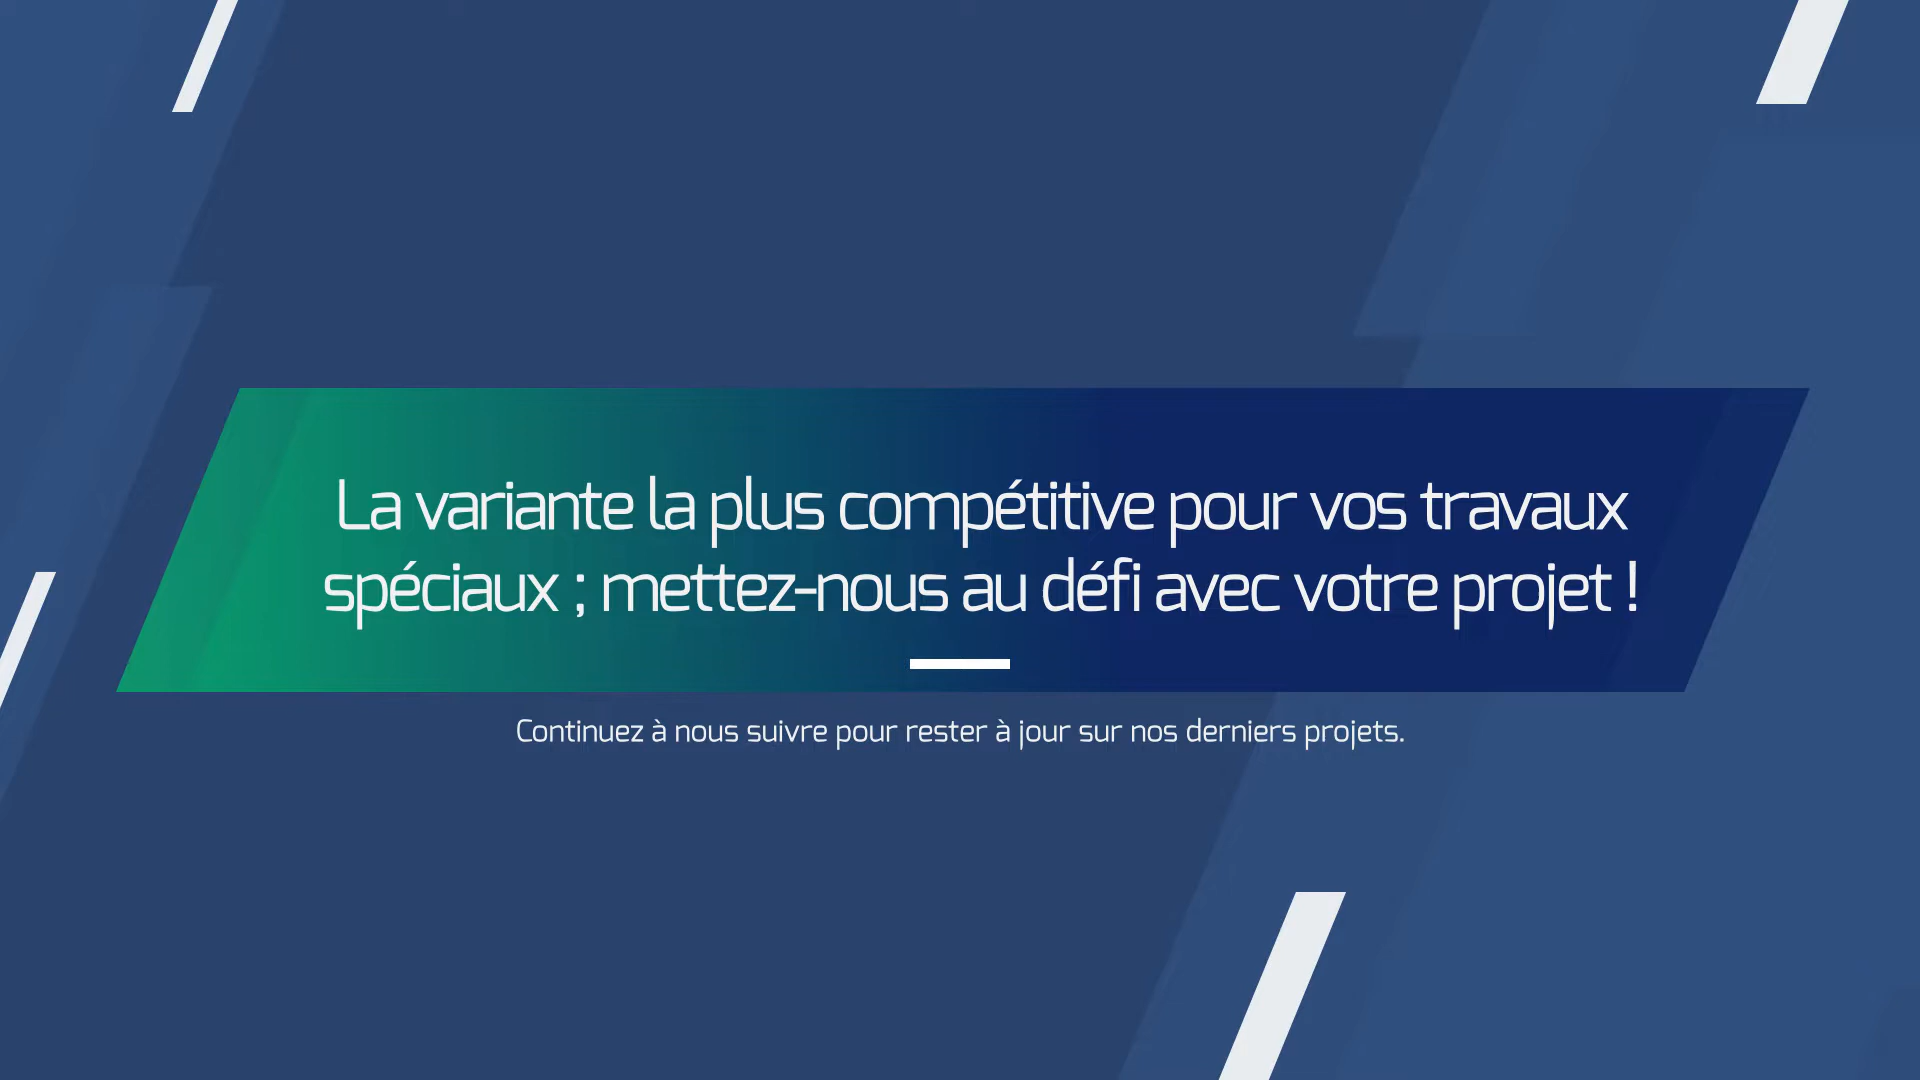 La variante la plus compétitive pour vos travaux
spéciaux ; mettez-nous au défi avec votre projet !
Continuez à nous suivre pour rester à jour sur nos derniers projets.